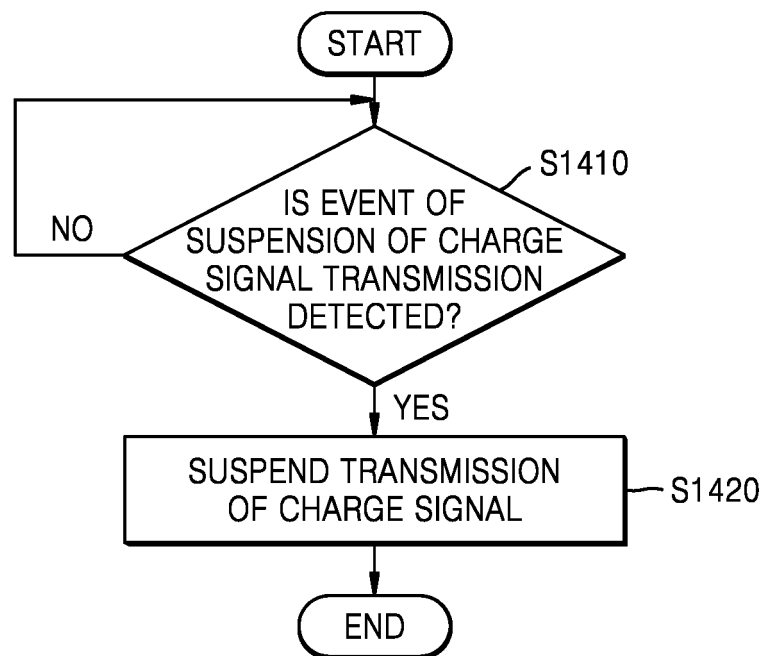 START
S1410
IS EVENT OF
SUSPENSION OF CHARGE
SIGNAL TRANSMISSION
DETECTED?
NO
YES
SUSPEND TRANSMISSION
OF CHARGE SIGNAL
S1420
END